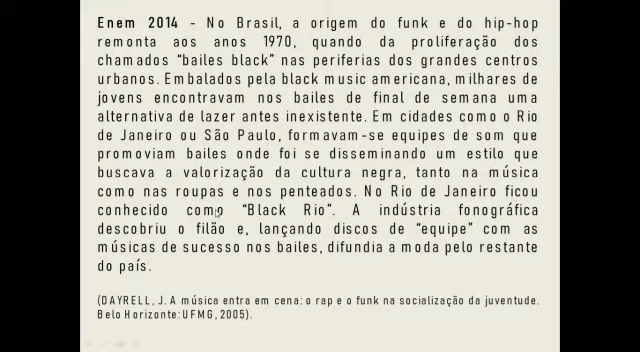 Enem 2014 - No Brasil, a origem do funk e do hip-hop
remonta aos anos 1970, quando da proliferação dos
chamados “bailes black” nas periferias dos grandes centros
urbanos. Embalados pela black music americana, milhares de
jovens encontravam nos bailes de final de semana uma
alternativa de lazer antes inexistente. Em cidades como o Rio
de Janeiro ou São Paulo, formavam-se equipes de som que
promoviam bailes onde foi se disseminando um estilo que
buscava a valorização da cultura negra, tanto na música
como nas roupas e nos penteados. No Rio de Janeiro ficou
conhecido como “Black Rio”. A indústria fonográfica
descobriu o filão e, lançando discos de “equipe” com as
músicas de sucesso nos bailes, difundia a moda pelo restante
do país.
(DAYRELL, J. A música entra em cena: o rap e o funk na socialização da juventude.
Belo Horizonte: UFMG, 2005).